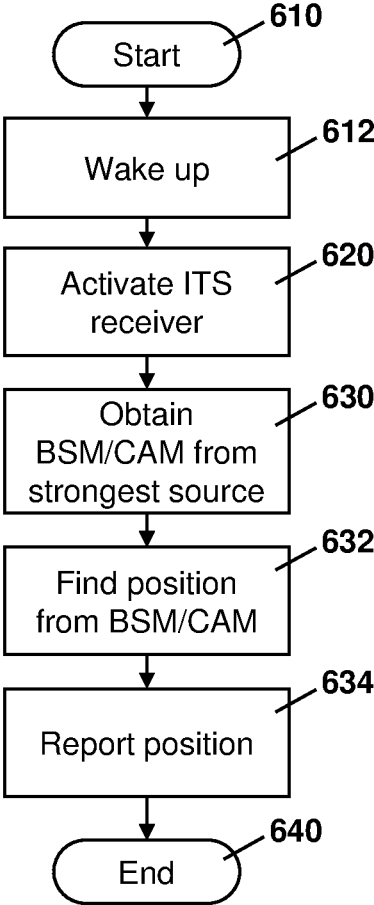 610
Start
612
Wake up
620
Activate ITS
receiver
630
Obtain
BSM/CAM from
strongest source
632
Find position
from BSM/CAM
634
Report position
640
End